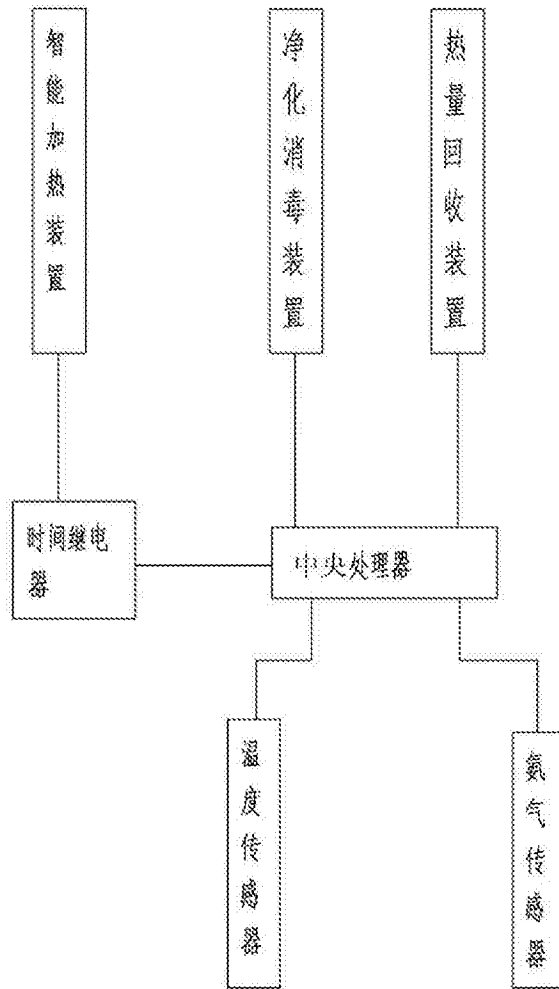 智能加热装置
净化消毒装置
热量回收装置
时间继电
器
中央处理器
温度传感器
氨气传感器